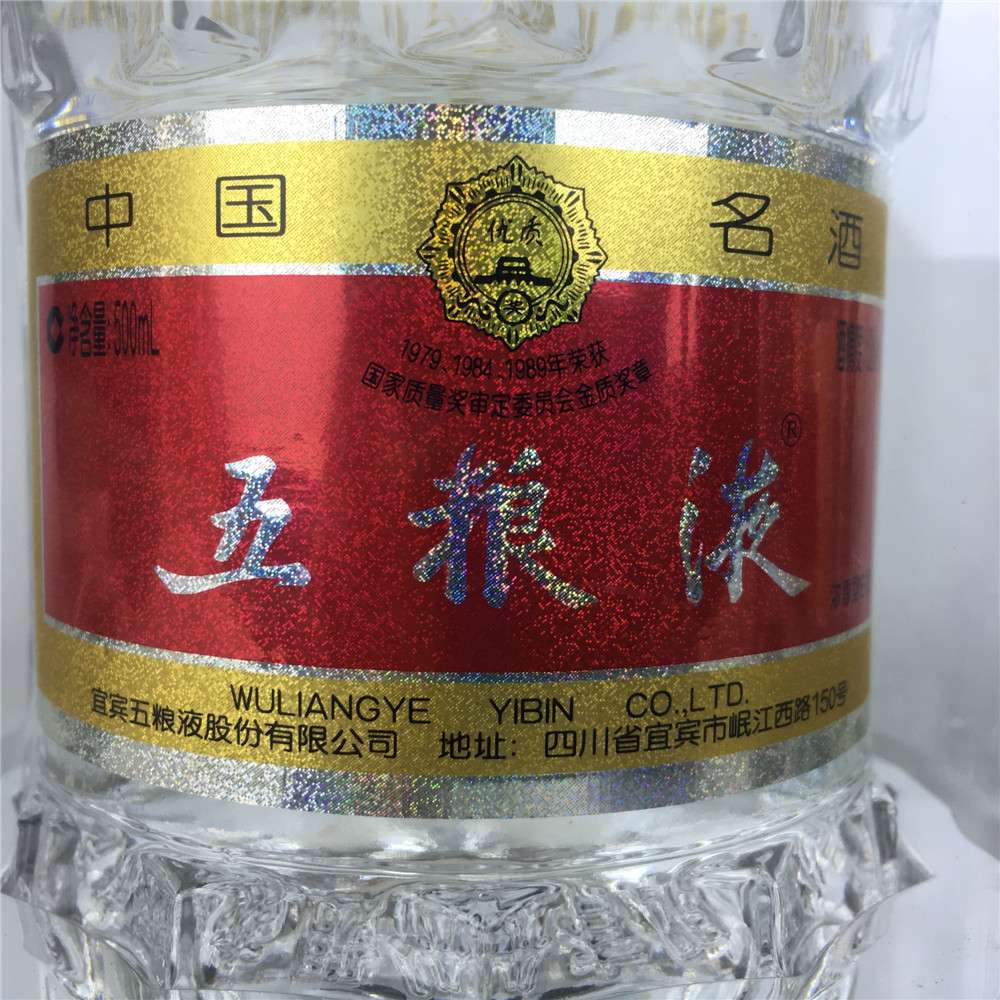 中国 名酒
优质
荣
净含量:500mL
1979、1984、1989年荣获
国家质量奖审定委员会金质奖章
五粮液®
WULIANGYE YIBIN CO.,LTD.
宜宾五粮液股份有限公司 地址：四川省宜宾市岷江西路150号